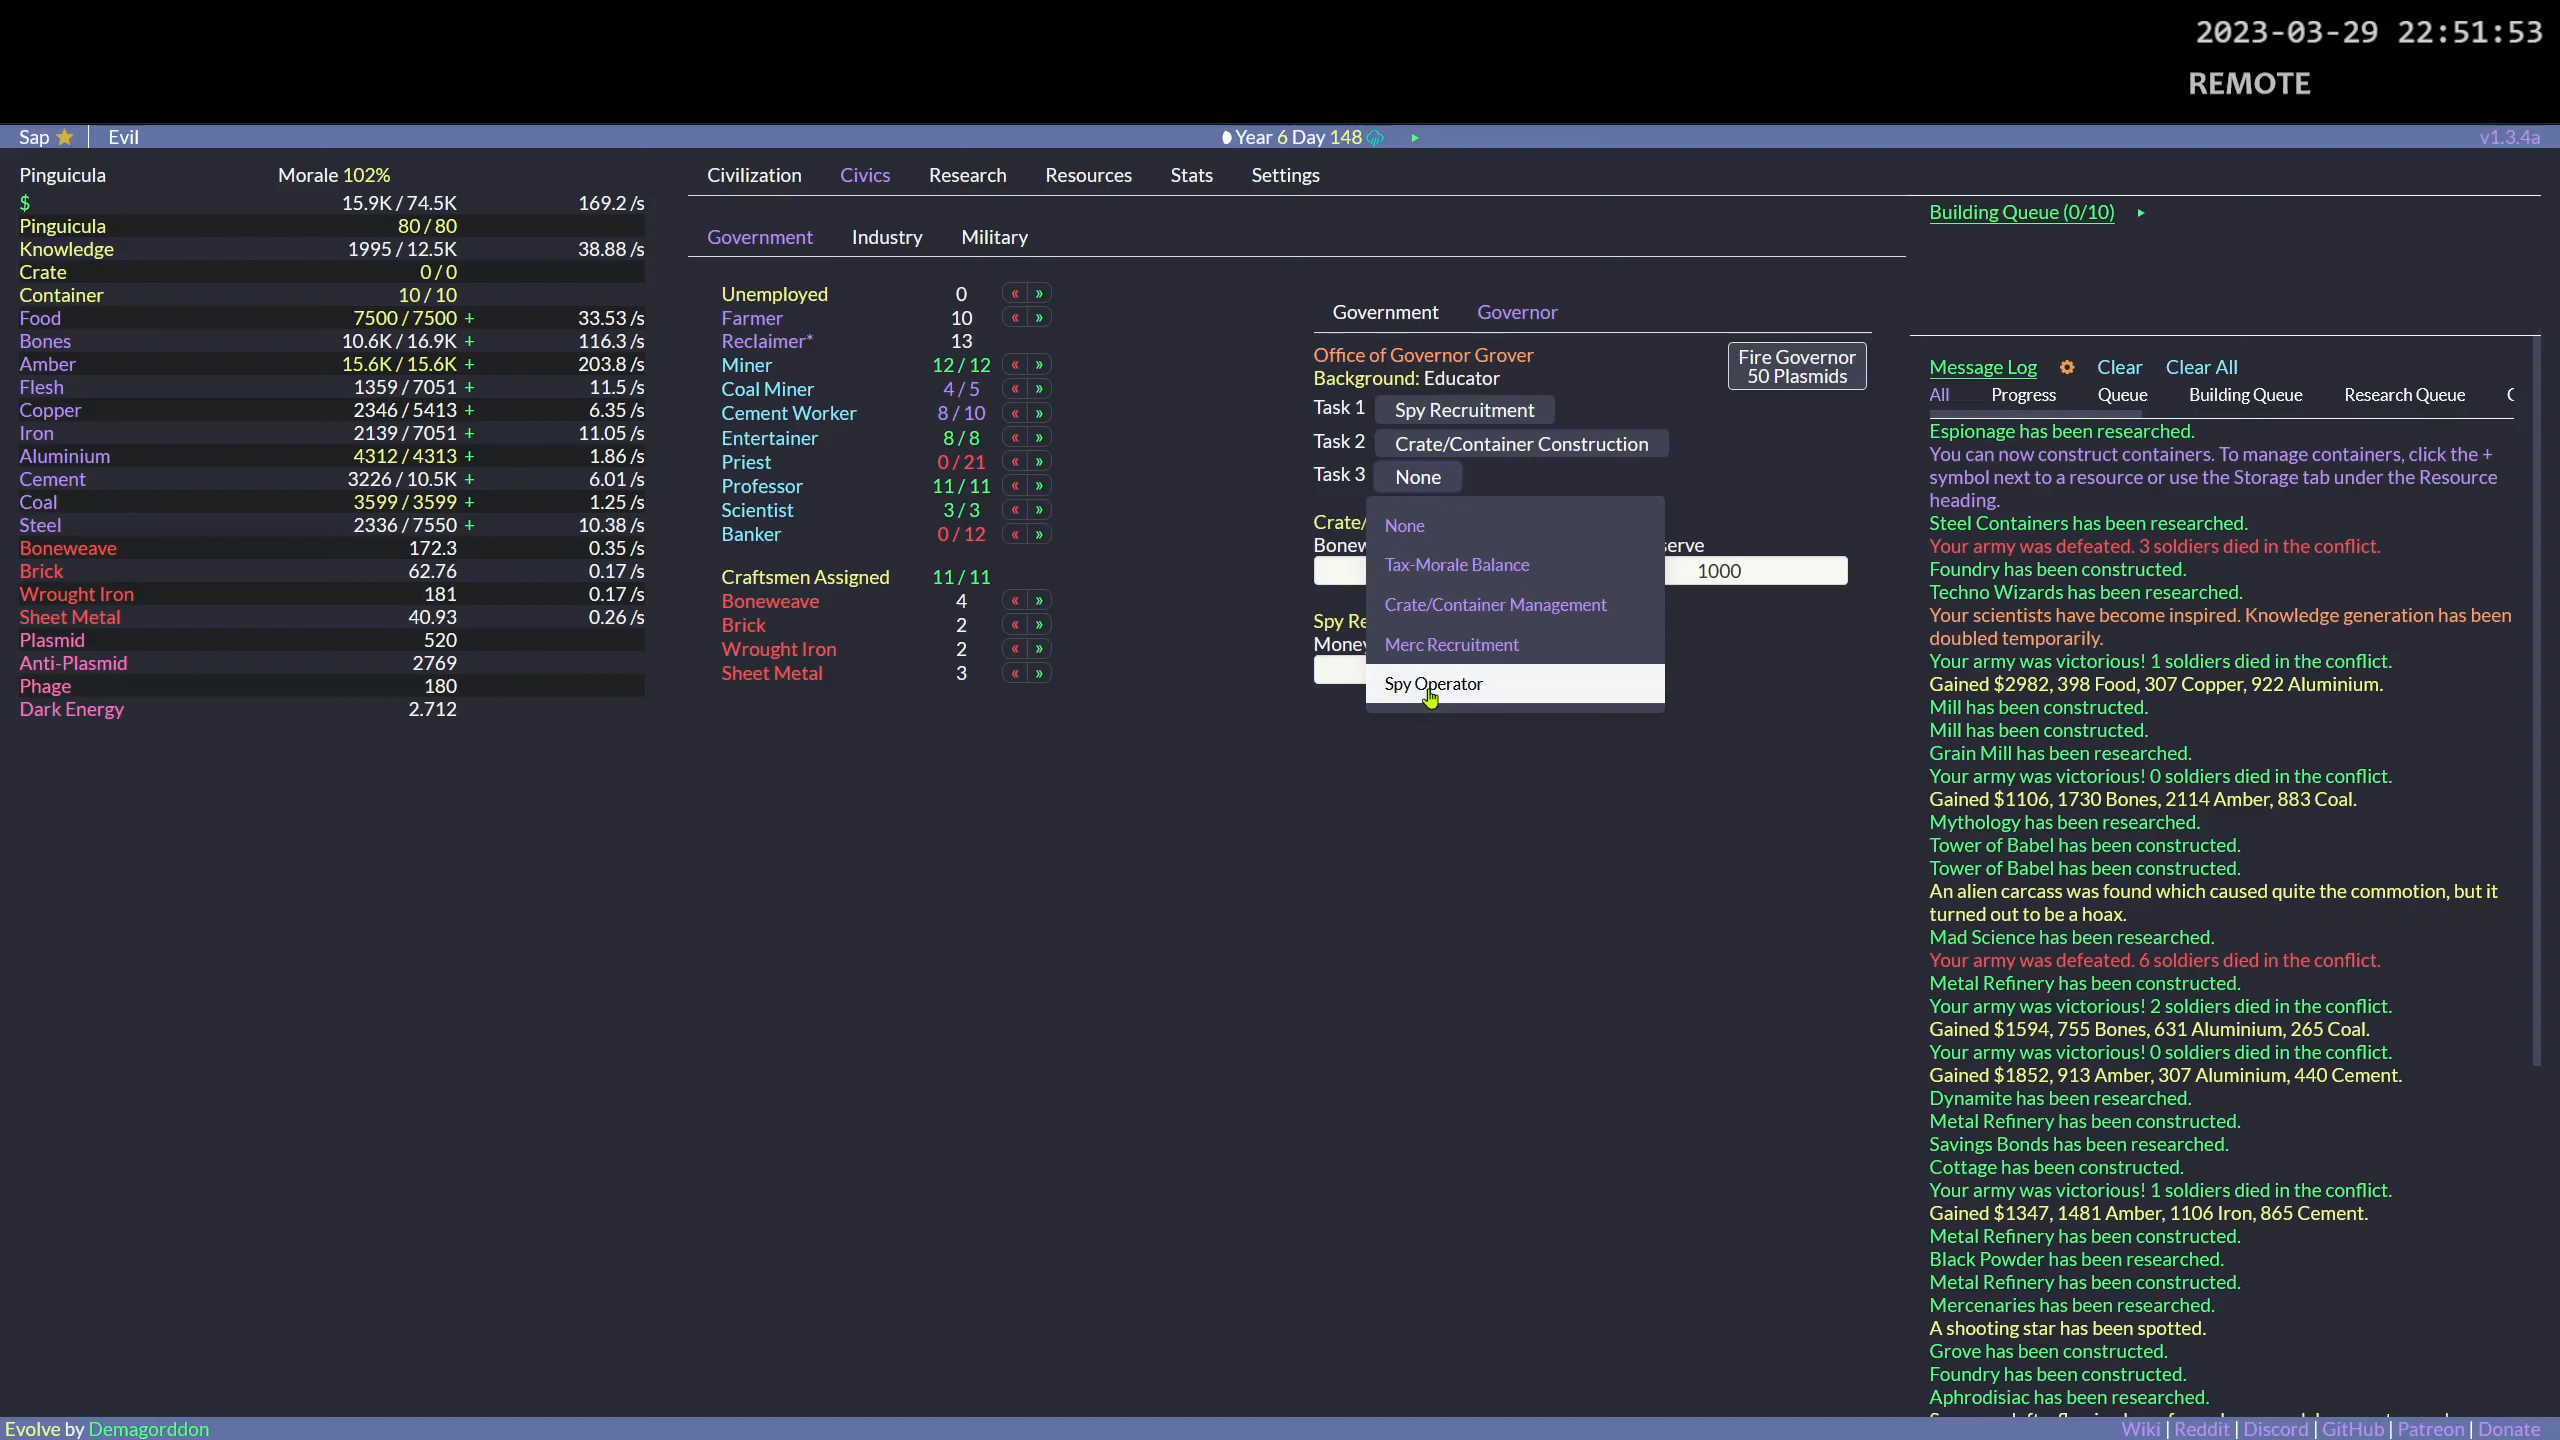 2023-03-29 22:51:53
REMOTE
Sap | Evil
Year 6 Day 148
v1.3.4a
Pinguicula Morale 102%
$ 15.9K / 74.5K 169.2 /s
Pinguicula 80 / 80
Knowledge 1995 / 12.5K 38.88 /s
Crate 0 / 0
Container 10 / 10
Food 7500 / 7500 + 33.53 /s
Bones 10.6K / 16.9K + 116.3 /s
Amber 15.6K / 15.6K + 203.8 /s
Flesh 1359 / 7051 + 11.5 /s
Copper 2346 / 5413 + 6.35 /s
Iron 2139 / 7051 + 11.05 /s
Aluminium 4312 / 4313 + 1.86 /s
Cement 3226 / 10.5K + 6.01 /s
Coal 3599 / 3599 + 1.25 /s
Steel 2336 / 7550 + 10.38 /s
Boneweave 172.3 0.35 /s
Brick 62.76 0.17 /s
Wrought Iron 181 0.17 /s
Sheet Metal 40.93 0.26 /s
Plasmid 520
Anti-Plasmid 2769
Phage 180
Dark Energy 2.712
Civilization Civics Research Resources Stats Settings
Government Industry Military
Unemployed 0 « »
Farmer 10 « »
Reclaimer* 13
Miner 12 / 12 « »
Coal Miner 4 / 5 « »
Cement Worker 8 / 10 « »
Entertainer 8 / 8 « »
Priest 0 / 21 « »
Professor 11 / 11 « »
Scientist 3 / 3 « »
Banker 0 / 12 « »
Craftsmen Assigned 11 / 11
Boneweave 4 « »
Brick 2 « »
Wrought Iron 2 « »
Sheet Metal 3 « »
Government Governor
Office of Governor Grover
Background: Educator
Fire Governor
50 Plasmids
Task 1 Spy Recruitment
Task 2 Crate/Container Construction
Task 3 None
None
Tax-Morale Balance
Crate/Container Management
Merc Recruitment
Spy Operator
1000
Building Queue (0/10)
Message Log Clear Clear All
All Progress Queue Building Queue Research Queue
Espionage has been researched.
You can now construct containers. To manage containers, click the +
symbol next to a resource or use the Storage tab under the Resource
heading.
Steel Containers has been researched.
Your army was defeated. 3 soldiers died in the conflict.
Foundry has been constructed.
Techno Wizards has been researched.
Your scientists have become inspired. Knowledge generation has been
doubled temporarily.
Your army was victorious! 1 soldiers died in the conflict.
Gained $2982, 398 Food, 307 Copper, 922 Aluminium.
Mill has been constructed.
Mill has been constructed.
Grain Mill has been researched.
Your army was victorious! 0 soldiers died in the conflict.
Gained $1106, 1730 Bones, 2114 Amber, 883 Coal.
Mythology has been researched.
Tower of Babel has been constructed.
Tower of Babel has been constructed.
An alien carcass was found which caused quite the commotion, but it
turned out to be a hoax.
Mad Science has been researched.
Your army was defeated. 6 soldiers died in the conflict.
Metal Refinery has been constructed.
Your army was victorious! 2 soldiers died in the conflict.
Gained $1594, 755 Bones, 631 Aluminium, 265 Coal.
Your army was victorious! 0 soldiers died in the conflict.
Gained $1852, 913 Amber, 307 Aluminium, 440 Cement.
Dynamite has been researched.
Metal Refinery has been constructed.
Savings Bonds has been researched.
Cottage has been constructed.
Your army was victorious! 1 soldiers died in the conflict.
Gained $1347, 1481 Amber, 1106 Iron, 865 Cement.
Metal Refinery has been constructed.
Black Powder has been researched.
Metal Refinery has been constructed.
Mercenaries has been researched.
A shooting star has been spotted.
Grove has been constructed.
Foundry has been constructed.
Aphrodisiac has been researched.
Evolve by Demagorddon
Wiki | Reddit | Discord | GitHub | Patreon | Donate